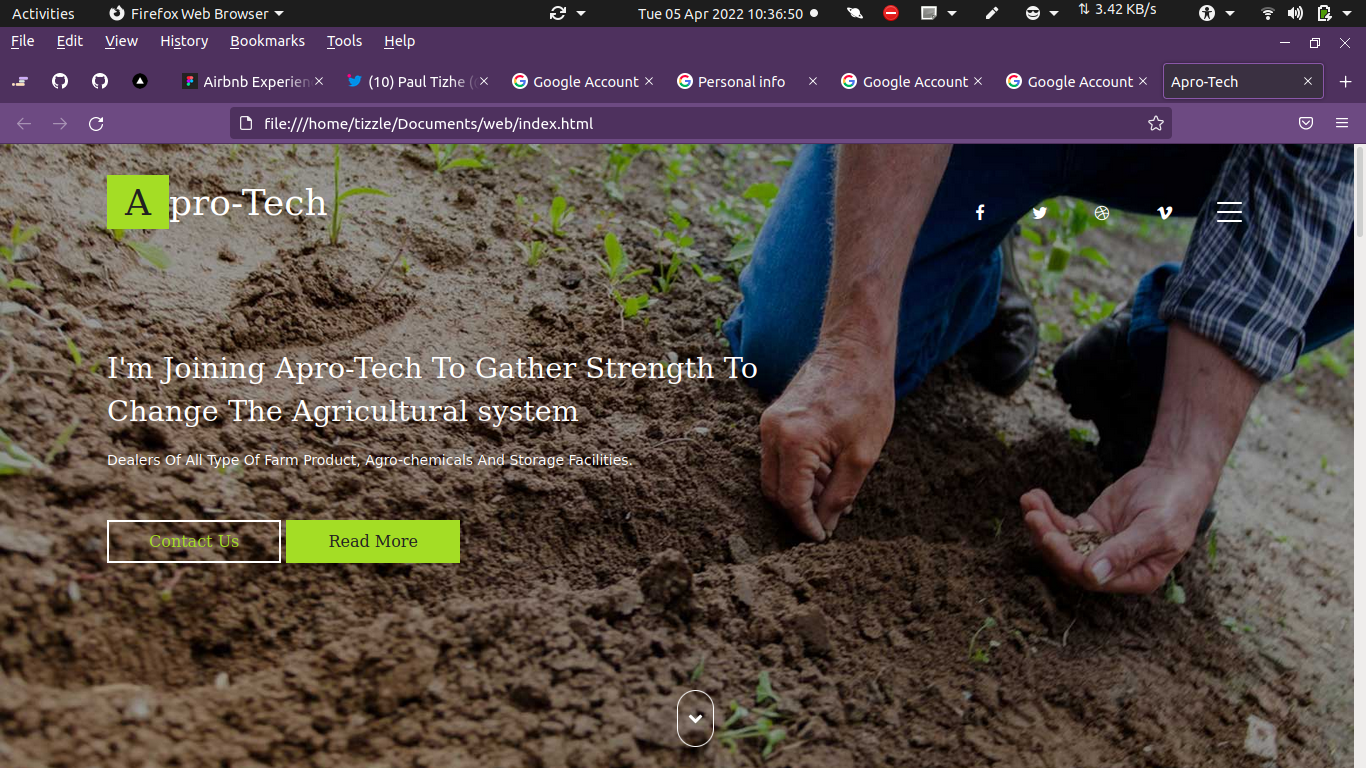 Activities Firefox Web Browser Tue 05 Apr 2022 10:36:50 3.42 KB/s
File Edit View History Bookmarks Tools Help
Airbnb Experien (10) Paul Tizhe ( Google Account Personal info Google Account Google Account Apro-Tech
file:///home/tizzle/Documents/web/index.html
Apro-Tech
I'm Joining Apro-Tech To Gather Strength To
Change The Agricultural system
Dealers Of All Type Of Farm Product, Agro-chemicals And Storage Facilities.
Contact Us Read More